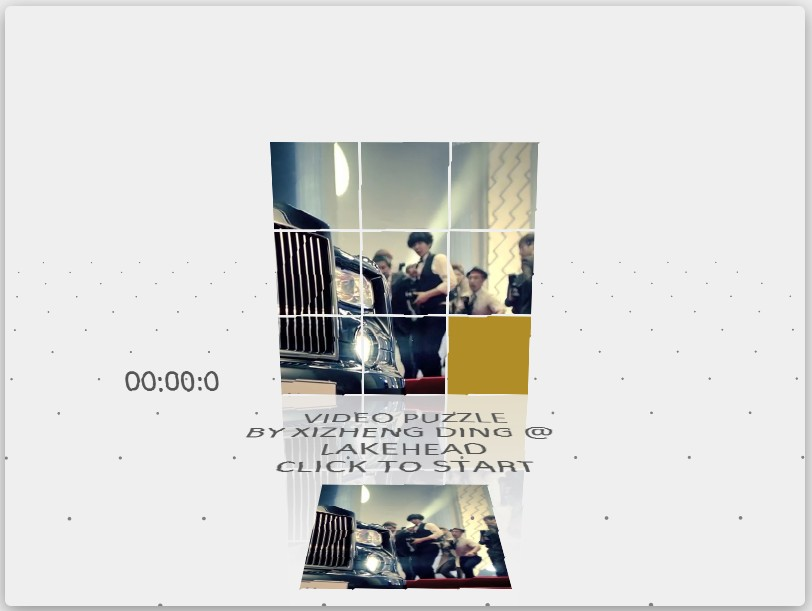 00:00:0
VIDEO PUZZLE
BY XIZHENG DING @
LAKEHEAD
CLICK TO START